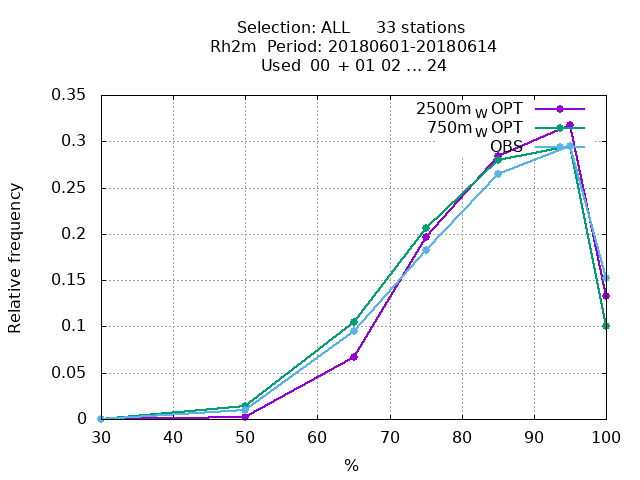 Selection: ALL 33 stations
Rh2m Period: 20180601-20180614
Used 00 + 01 02 ... 24
0.35
0.3
0.25
0.2
0.15
0.1
0.05
0
Relative frequency
2500m W OPT
750m W OPT
OBS
30 40 50 60 70 80 90 100
%